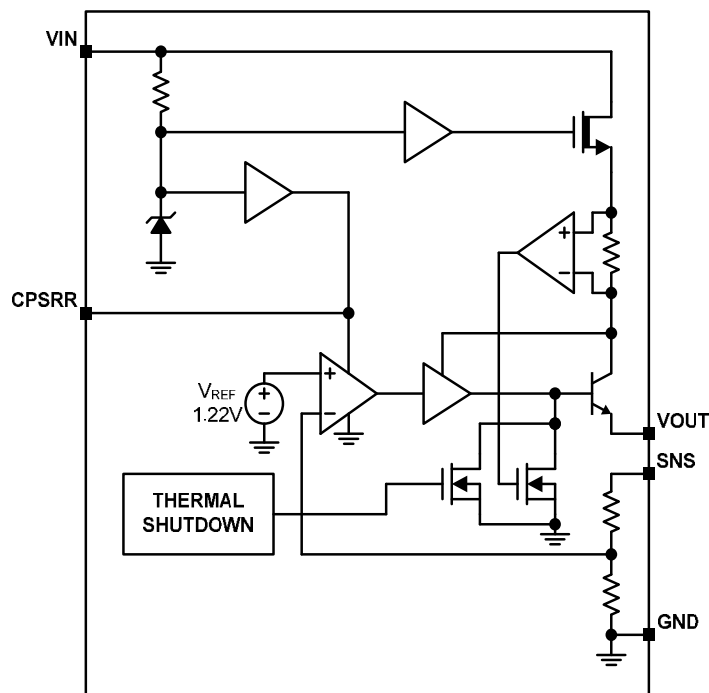 VIN
CPSRR
+
−
VREF
1.22V
+
−
+
−
VOUT
SNS
THERMAL
SHUTDOWN
GND